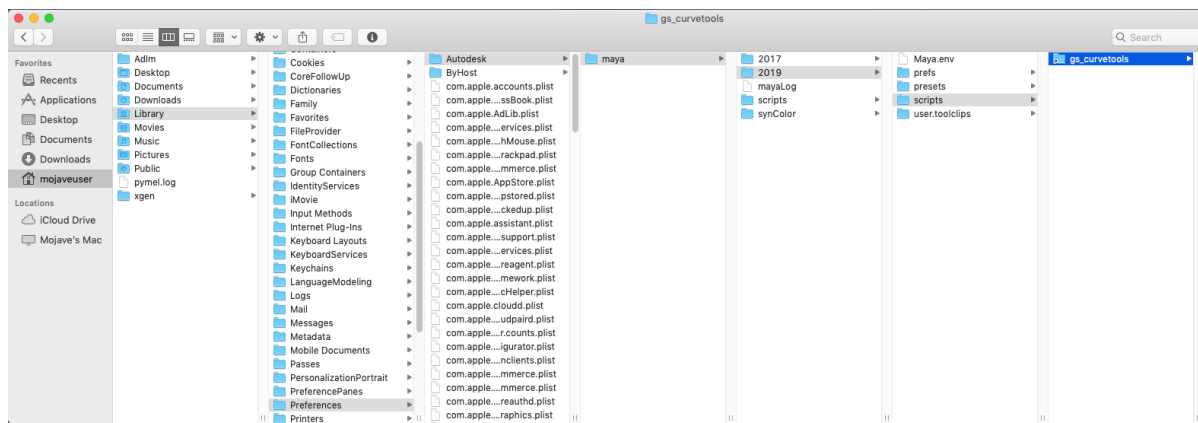 gs_curvetools
Search
Favorites
Recents
Applications
Desktop
Documents
Downloads
mojaveuser
Locations
iCloud Drive
Mojave's Mac
Adlm
Desktop
Documents
Downloads
Library
Movies
Music
Pictures
Public
pymel.log
xgen
Cookies
CoreFollowUp
Dictionaries
Family
Favorites
FileProvider
FontCollections
Fonts
Group Containers
IdentityServices
iMovie
Input Methods
Internet Plug-Ins
Keyboard Layouts
KeyboardServices
Keychains
LanguageModeling
Logs
Mail
Messages
Metadata
Mobile Documents
Passes
PersonalizationPortrait
PreferencePanes
Preferences
Printers
Autodesk
ByHost
com.apple.accounts.plist
com.apple....ssBook.plist
com.apple.AdLib.plist
com.apple....ervices.plist
com.apple....hMouse.plist
com.apple....rackpad.plist
com.apple....mmerce.plist
com.apple.AppStore.plist
com.apple....pstored.plist
com.apple....ckedup.plist
com.apple.assistant.plist
com.apple....support.plist
com.apple....ervices.plist
com.apple....reagent.plist
com.apple....mework.plist
com.apple....cHelper.plist
com.apple.cloudd.plist
com.apple....udpaird.plist
com.apple....r.counts.plist
com.apple....igurator.plist
com.apple....nclients.plist
com.apple....mmerce.plist
com.apple....mmerce.plist
com.apple....reauthd.plist
com.apple....raphics.plist
maya
2017
2019
mayaLog
scripts
synColor
Maya.env
prefs
presets
scripts
user.toolclips
gs_curvetools